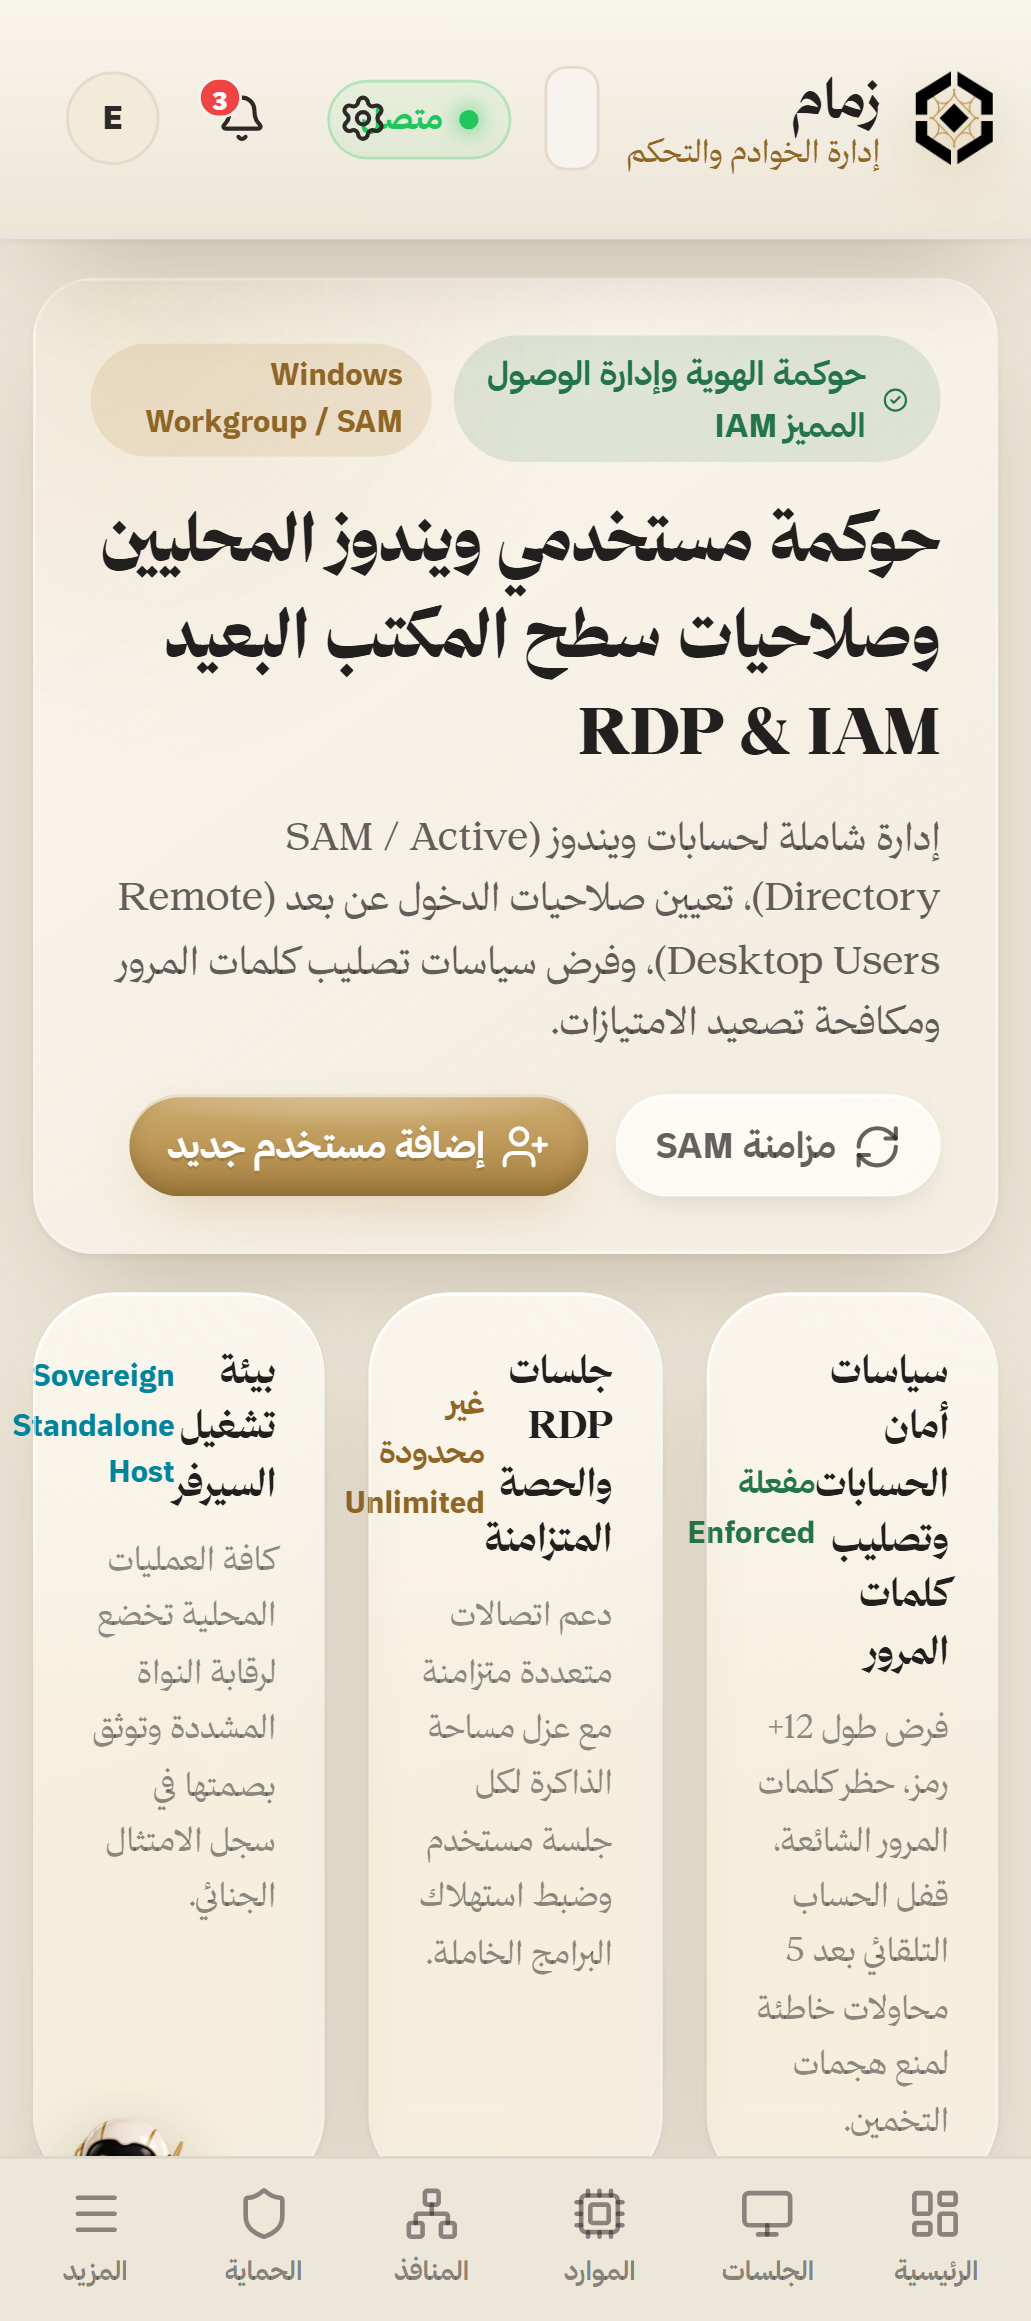 زمام
إدارة الخوادم والتحكم
متصل
3
E
حوكمة الهوية وإدارة الوصول
المميز IAM
Windows
Workgroup / SAM
حوكمة مستخدمي ويندوز المحليين
وصلاحيات سطح المكتب البعيد
RDP & IAM
إدارة شاملة لحسابات ويندوز (SAM / Active
Directory)، تعيين صلاحيات الدخول عن بعد (Remote
Desktop Users)، وفرض سياسات تصليب كلمات المرور
ومكافحة تصعيد الامتيازات.
مزامنة SAM
إضافة مستخدم جديد
سياسات
أمان
الحسابات
وتصليب
كلمات
المرور
مفعلة
Enforced
فرض طول 12+
رمز، حظر كلمات
المرور الشائعة،
قفل الحساب
التلقائي بعد 5
محاولات خاطئة
لمنع هجمات
التخمين.
جلسات
RDP
والحصة
المتزامنة
غير
محدودة
Unlimited
دعم اتصالات
متعددة متزامنة
مع عزل مساحة
الذاكرة لكل
جلسة مستخدم
وضبط استهلاك
البرامج الخاملة.
بيئة
تشغيل
السيرفر
Sovereign
Standalone
Host
كافة العمليات
المحلية تخضع
لرقابة النواة
المشددة وتوثق
بصمتها في
سجل الامتثال
الجنائي.
الرئيسية
الجلسات
الموارد
المنافذ
الحماية
المزيد